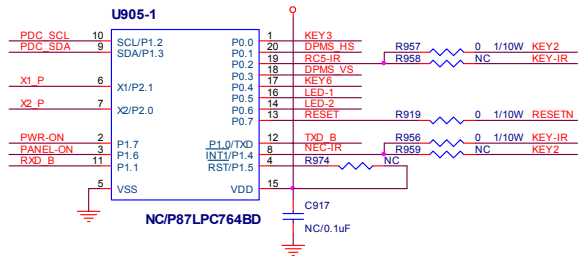 U905-1
PDC_SCL 10 SCL/P1.2 P0.0 1 KEY3
PDC_SDA 9 SDA/P1.3 P0.1 20 DPMS_HS R957 0 1/10W KEY2
P0.2 19 RC5-IR R958 NC KEY-IR
P0.3 18 DPMS_VS
X1_P 6 X1/P2.1 P0.4 17 KEY6
P0.5 16 LED-1
X2_P 7 X2/P2.0 P0.6 14 LED-2
P0.7 13 RESET R919 0 1/10W RESETN
PWR-ON 2 P1.7 P1.0/TXD 12 TXD_B R956 0 1/10W KEY-IR
PANEL-ON 3 P1.6 INT1/P1.4 8 NEC-IR R959 NC KEY2
RXD_B 11 P1.1 RST/P1.5 4 R974 NC
5 VSS VDD 15
C917
NC/P87LPC764BD
NC/0.1uF